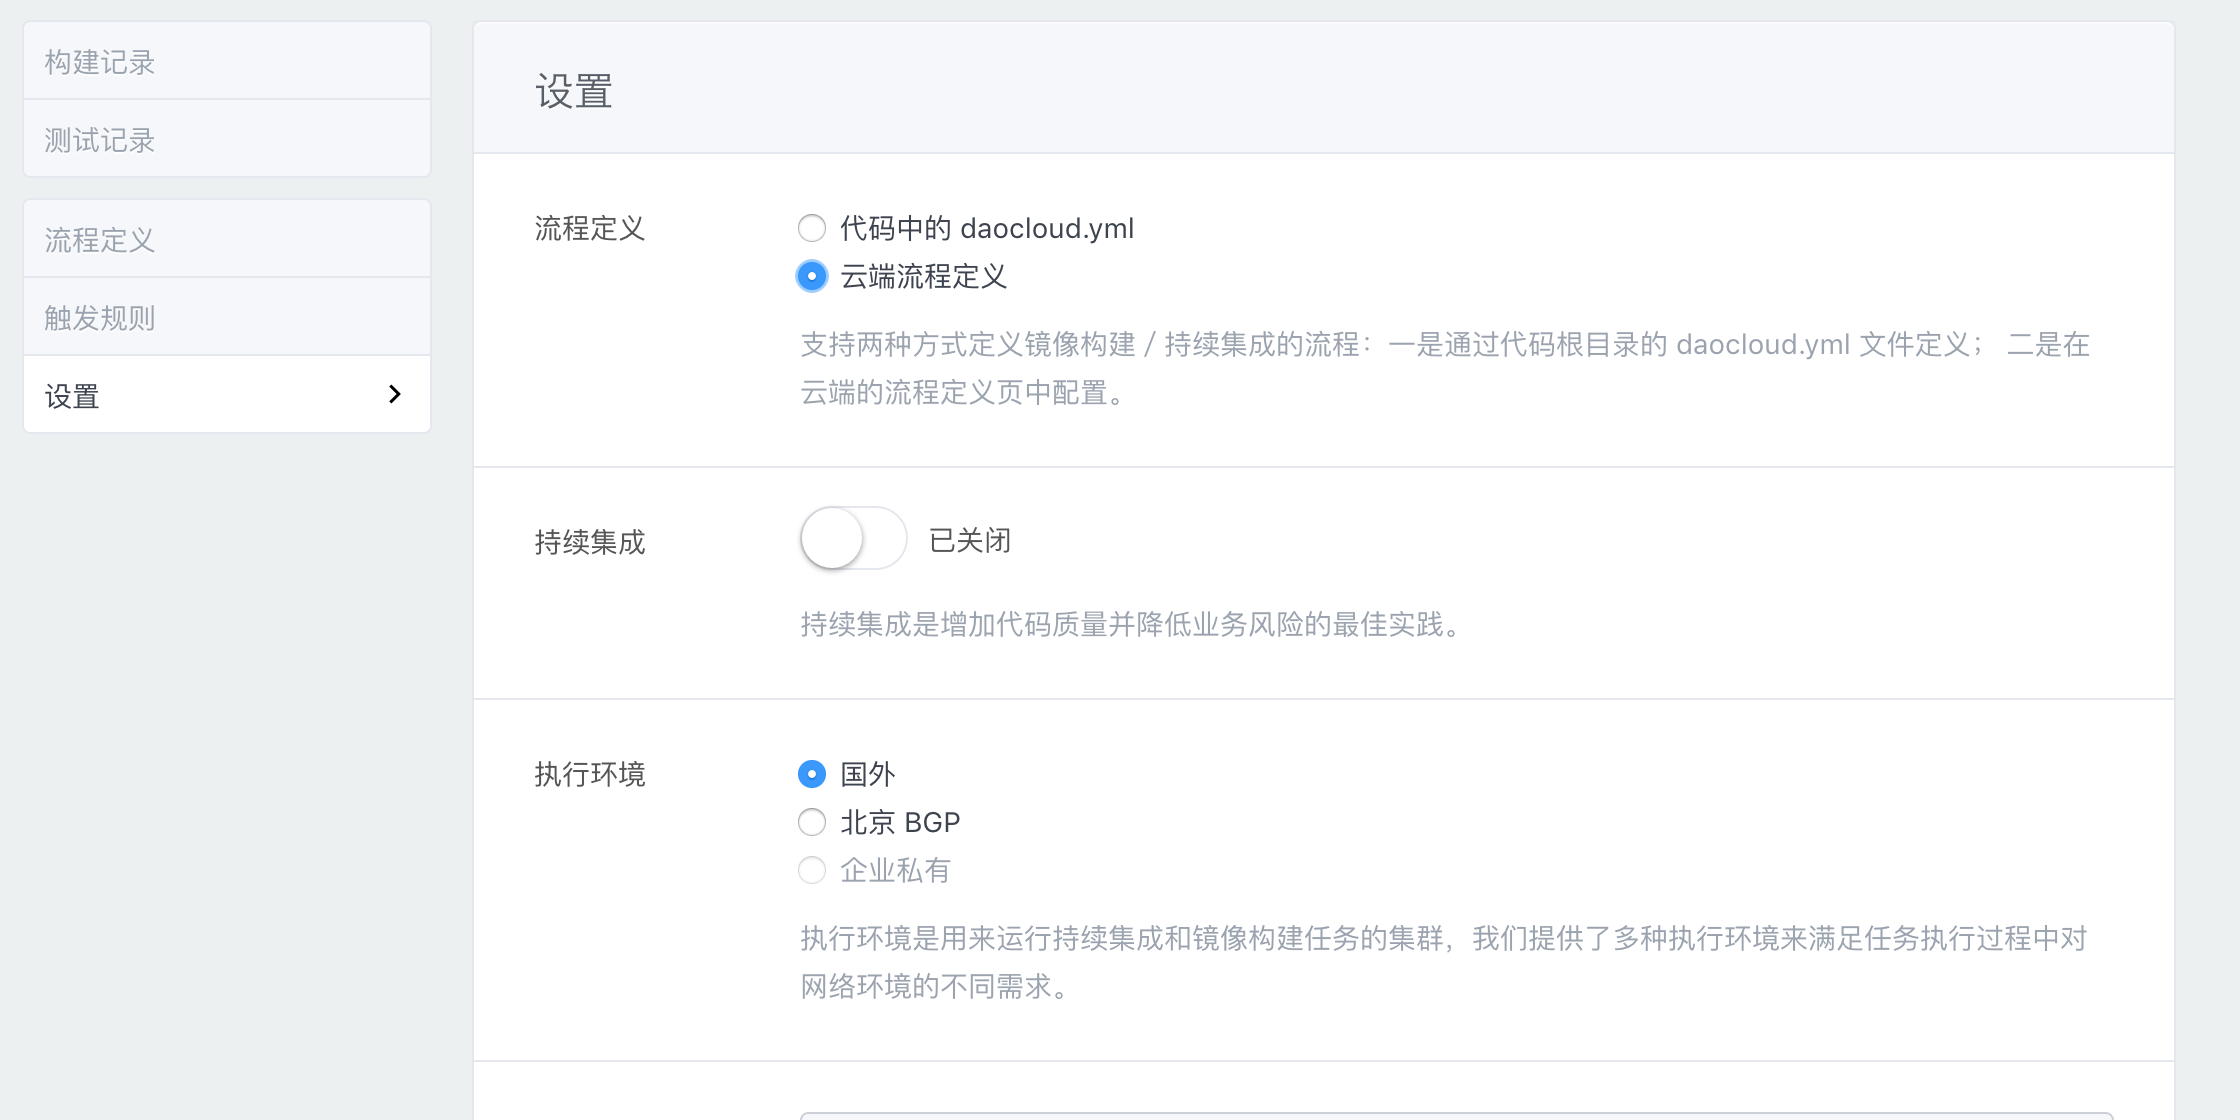 构建记录
测试记录
流程定义
触发规则
设置
设置
流程定义
代码中的 daocloud.yml
云端流程定义
支持两种方式定义镜像构建 / 持续集成的流程：一是通过代码根目录的 daocloud.yml 文件定义； 二是在
云端的流程定义页中配置。
持续集成
已关闭
持续集成是增加代码质量并降低业务风险的最佳实践。
执行环境
国外
北京 BGP
企业私有
执行环境是用来运行持续集成和镜像构建任务的集群，我们提供了多种执行环境来满足任务执行过程中对
网络环境的不同需求。